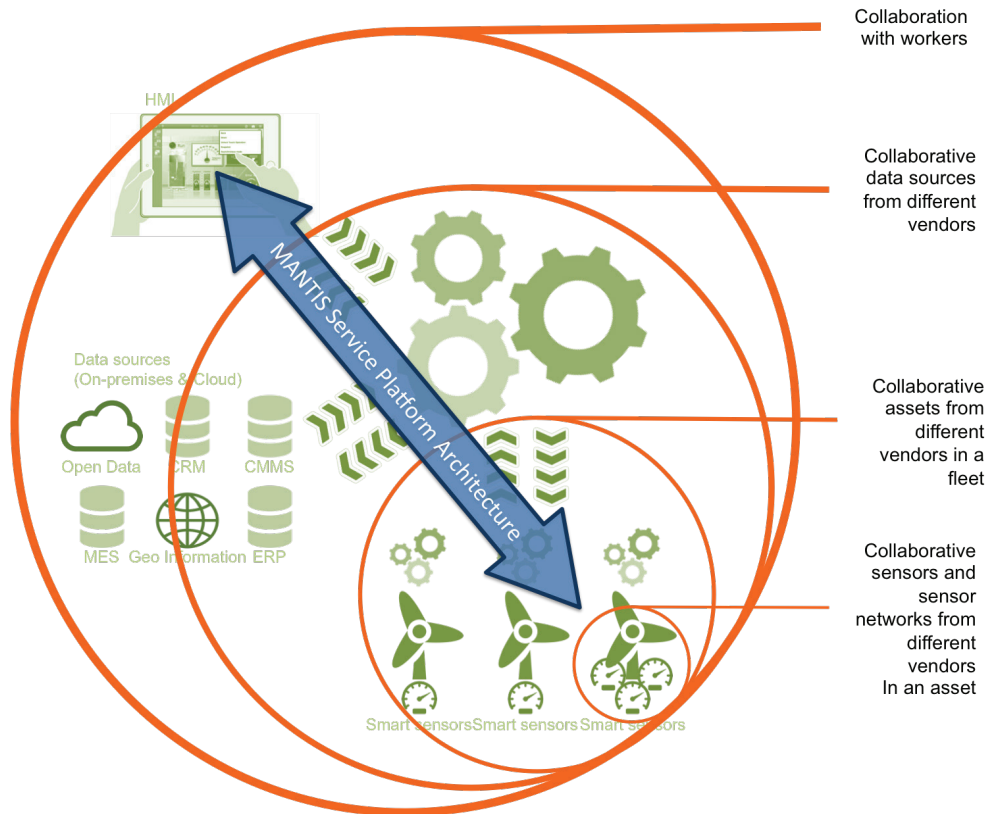 Collaboration
with workers
HMI
Collaborative
data sources
from different
vendors
MANTIS Service Platform Architecture
Data sources
(On-premises & Cloud)
Open Data
CRM
CMMS
MES
Geo Information
ERP
Collaborative
assets from
different
vendors in a
fleet
Collaborative
sensors and
sensor
networks from
different
vendors
In an asset
Smart sensors
Smart sensors
Smart sensors